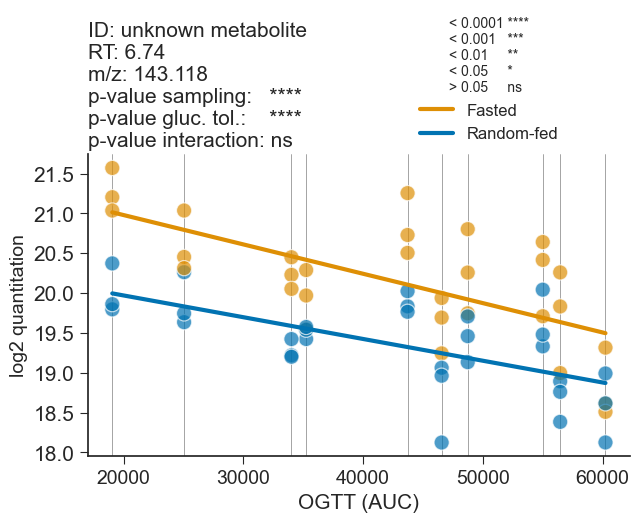 ID: unknown metabolite
RT: 6.74
m/z: 143.118
p-value sampling: ****
p-value gluc. tol.: ****
p-value interaction: ns
< 0.0001 ****
< 0.001 ***
< 0.01 **
< 0.05 *
> 0.05 ns
Fasted
Random-fed
log2 quantitation
21.5
21.0
20.5
20.0
19.5
19.0
18.5
18.0
20000 30000 40000 50000 60000
OGTT (AUC)